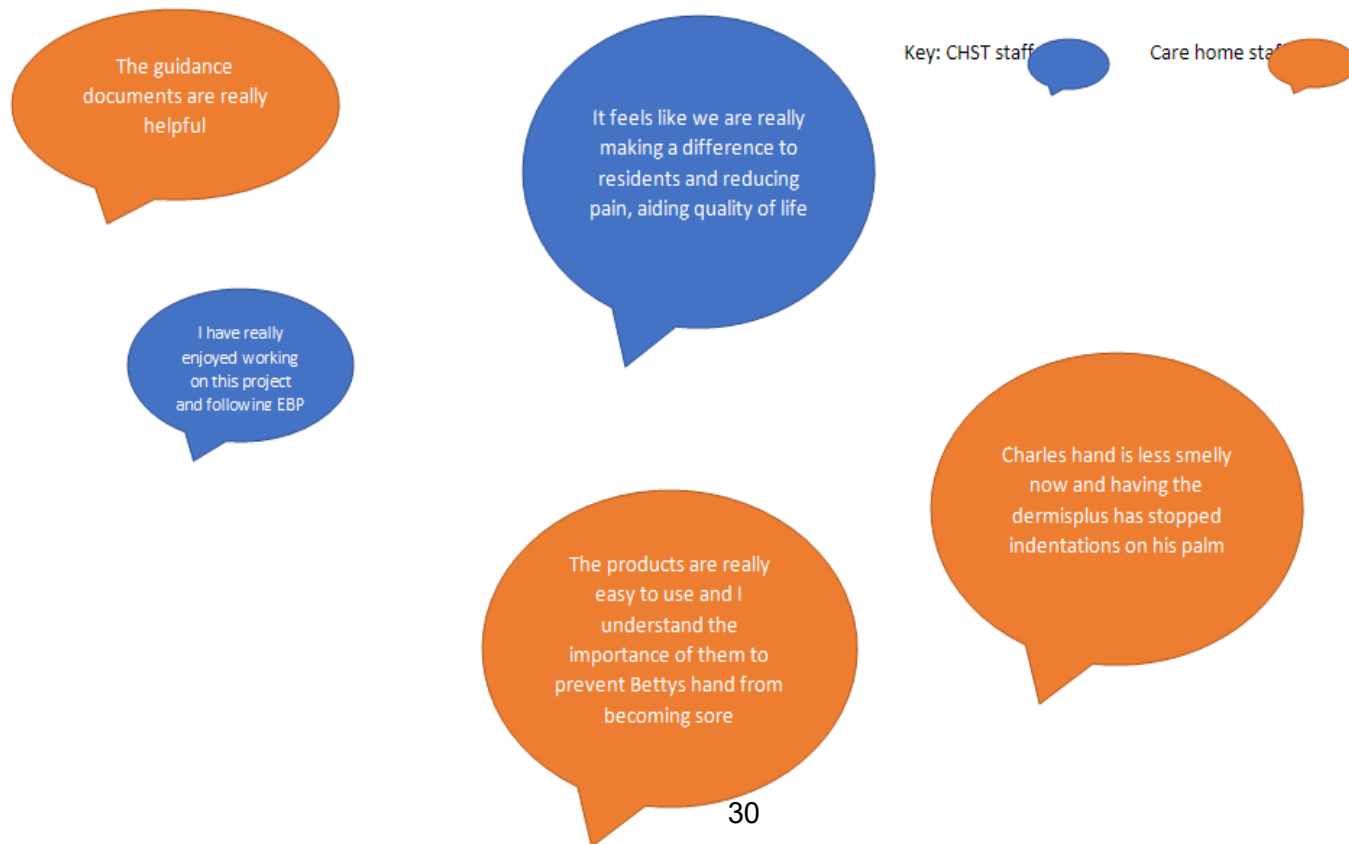 The guidance
documents are really
helpful
It feels like we are really
making a difference to
residents and reducing
pain, aiding quality of life
Key: CHST staff
Care home staf
I have really
enjoyed working
on this project
and following EBP
Charles hand is less smelly
now and having the
dermisplus has stopped
indentations on his palm
The products are really
easy to use and I
understand the
importance of them to
prevent Bettys hand from
becoming sore
30